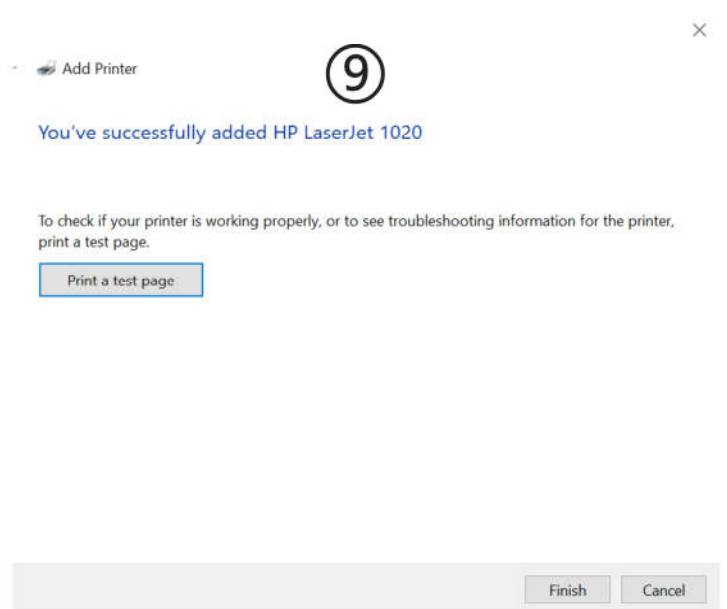 Add Printer
⑨
You've successfully added HP LaserJet 1020
To check if your printer is working properly, or to see troubleshooting information for the printer,
print a test page.
Print a test page
Finish
Cancel